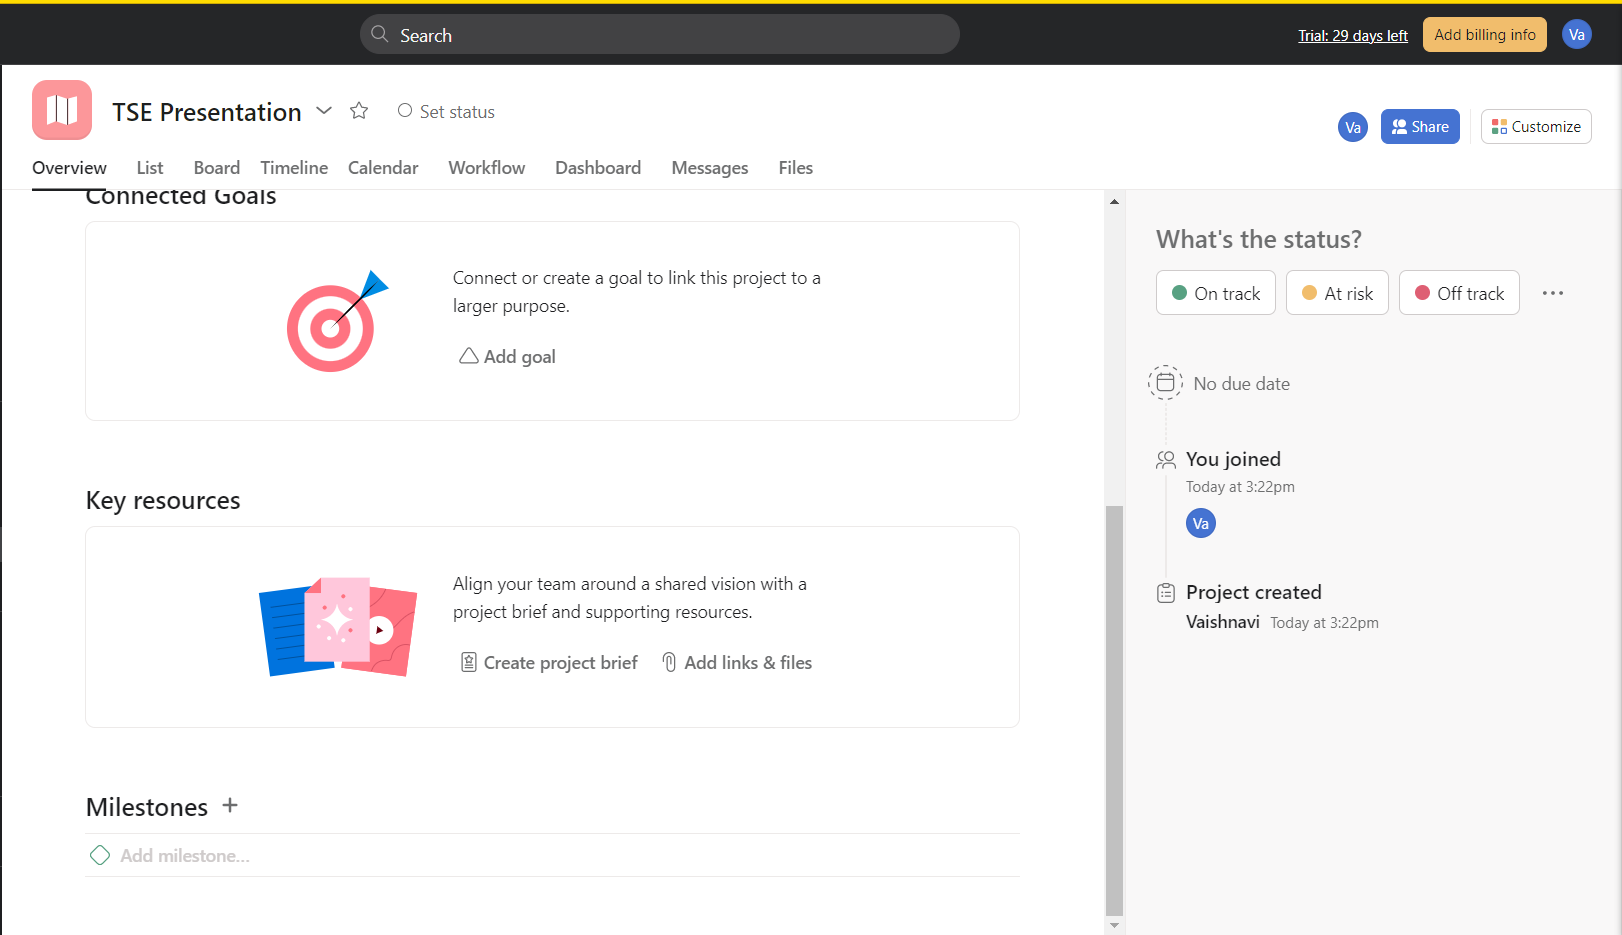 Search
Trial: 29 days left
Add billing info
Va
TSE Presentation
Set status
Va
Share
Customize
Overview
List
Board
Timeline
Calendar
Workflow
Dashboard
Messages
Files
Connected Goals
Connect or create a goal to link this project to a
larger purpose.
Add goal
Key resources
Align your team around a shared vision with a
project brief and supporting resources.
Create project brief
Add links & files
Milestones +
Add milestone...
What's the status?
On track
At risk
Off track
No due date
You joined
Today at 3:22pm
Va
Project created
Vaishnavi Today at 3:22pm